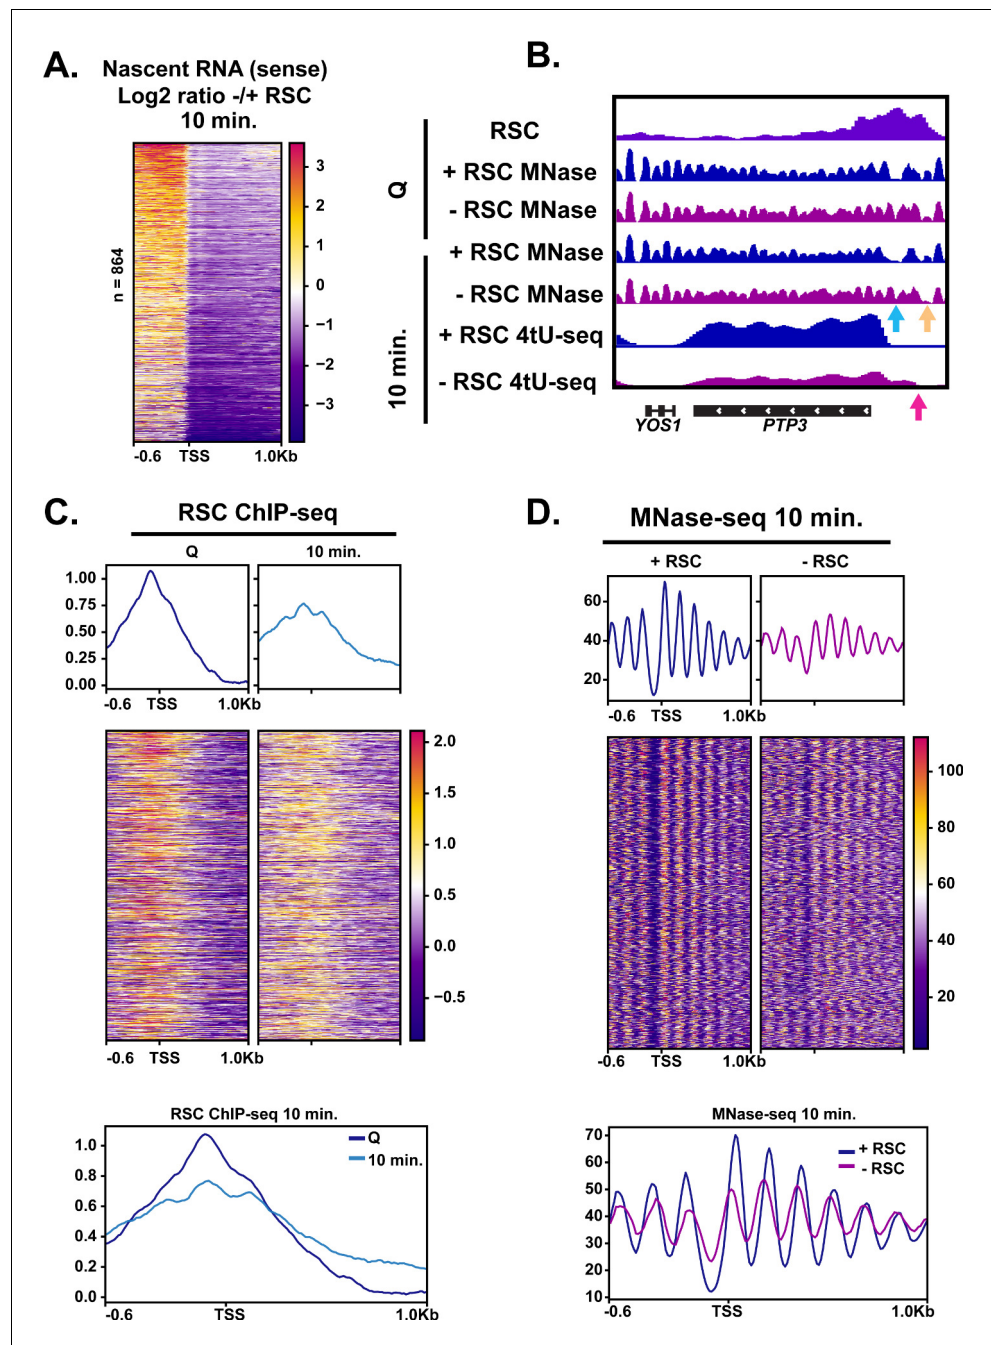 A.
Nascent RNA (sense)
Log2 ratio -/+ RSC
10 min.
n = 864
3
2
1
0
−1
−2
−3
-0.6 TSS 1.0Kb
B.
Q
10 min.
RSC
+ RSC MNase
- RSC MNase
+ RSC MNase
- RSC MNase
+ RSC 4tU-seq
- RSC 4tU-seq
YOS1 PTP3
C.
RSC ChIP-seq
Q 10 min.
1.00
0.75
0.50
0.25
0.00
-0.6 TSS 1.0Kb
2.0
1.5
1.0
0.5
0.0
−0.5
-0.6 TSS 1.0Kb
RSC ChIP-seq 10 min.
Q
10 min.
1.0
0.8
0.6
0.4
0.2
0.0
-0.6 TSS 1.0Kb
D.
MNase-seq 10 min.
+ RSC - RSC
60
40
20
-0.6 TSS 1.0Kb
100
80
60
40
20
-0.6 TSS 1.0Kb
MNase-seq 10 min.
+ RSC
- RSC
70
60
50
40
30
20
10
-0.6 TSS 1.0Kb